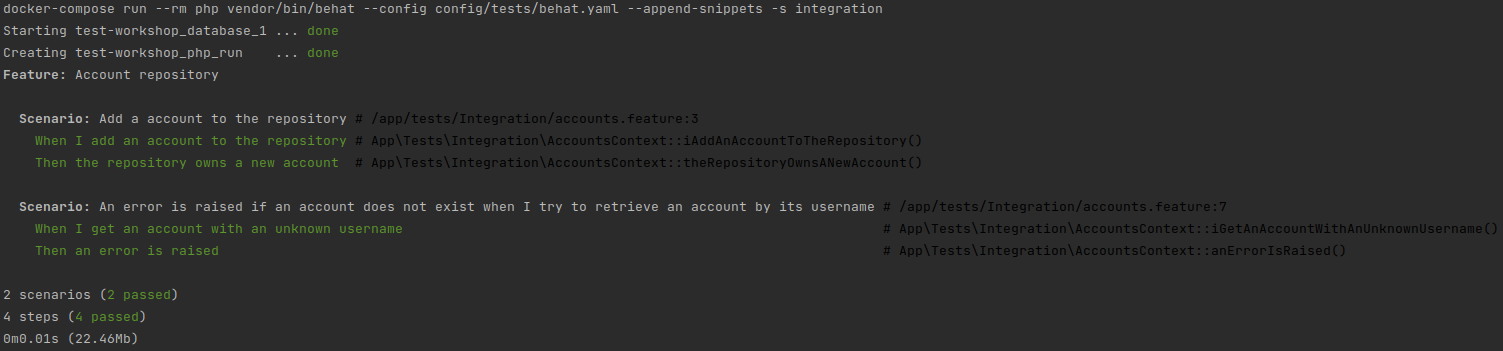 docker-compose run --rm php vendor/bin/behat --config config/tests/behat.yaml --append-snippets -s integration
Starting test-workshop_database_1 ... done
Creating test-workshop_php_run    ... done
Feature: Account repository
Scenario: Add a account to the repository # /app/tests/Integration/accounts.feature:3
When I add an account to the repository # App\Tests\Integration\AccountsContext::iAddAnAccountToTheRepository()
Then the repository owns a new account  # App\Tests\Integration\AccountsContext::theRepositoryOwnsANewAccount()
Scenario: An error is raised if an account does not exist when I try to retrieve an account by its username # /app/tests/Integration/accounts.feature:7
When I get an account with an unknown username # App\Tests\Integration\AccountsContext::iGetAnAccountWithAnUnknownUsername()
Then an error is raised # App\Tests\Integration\AccountsContext::anErrorIsRaised()
2 scenarios (2 passed)
4 steps (4 passed)
0m0.01s (22.46Mb)